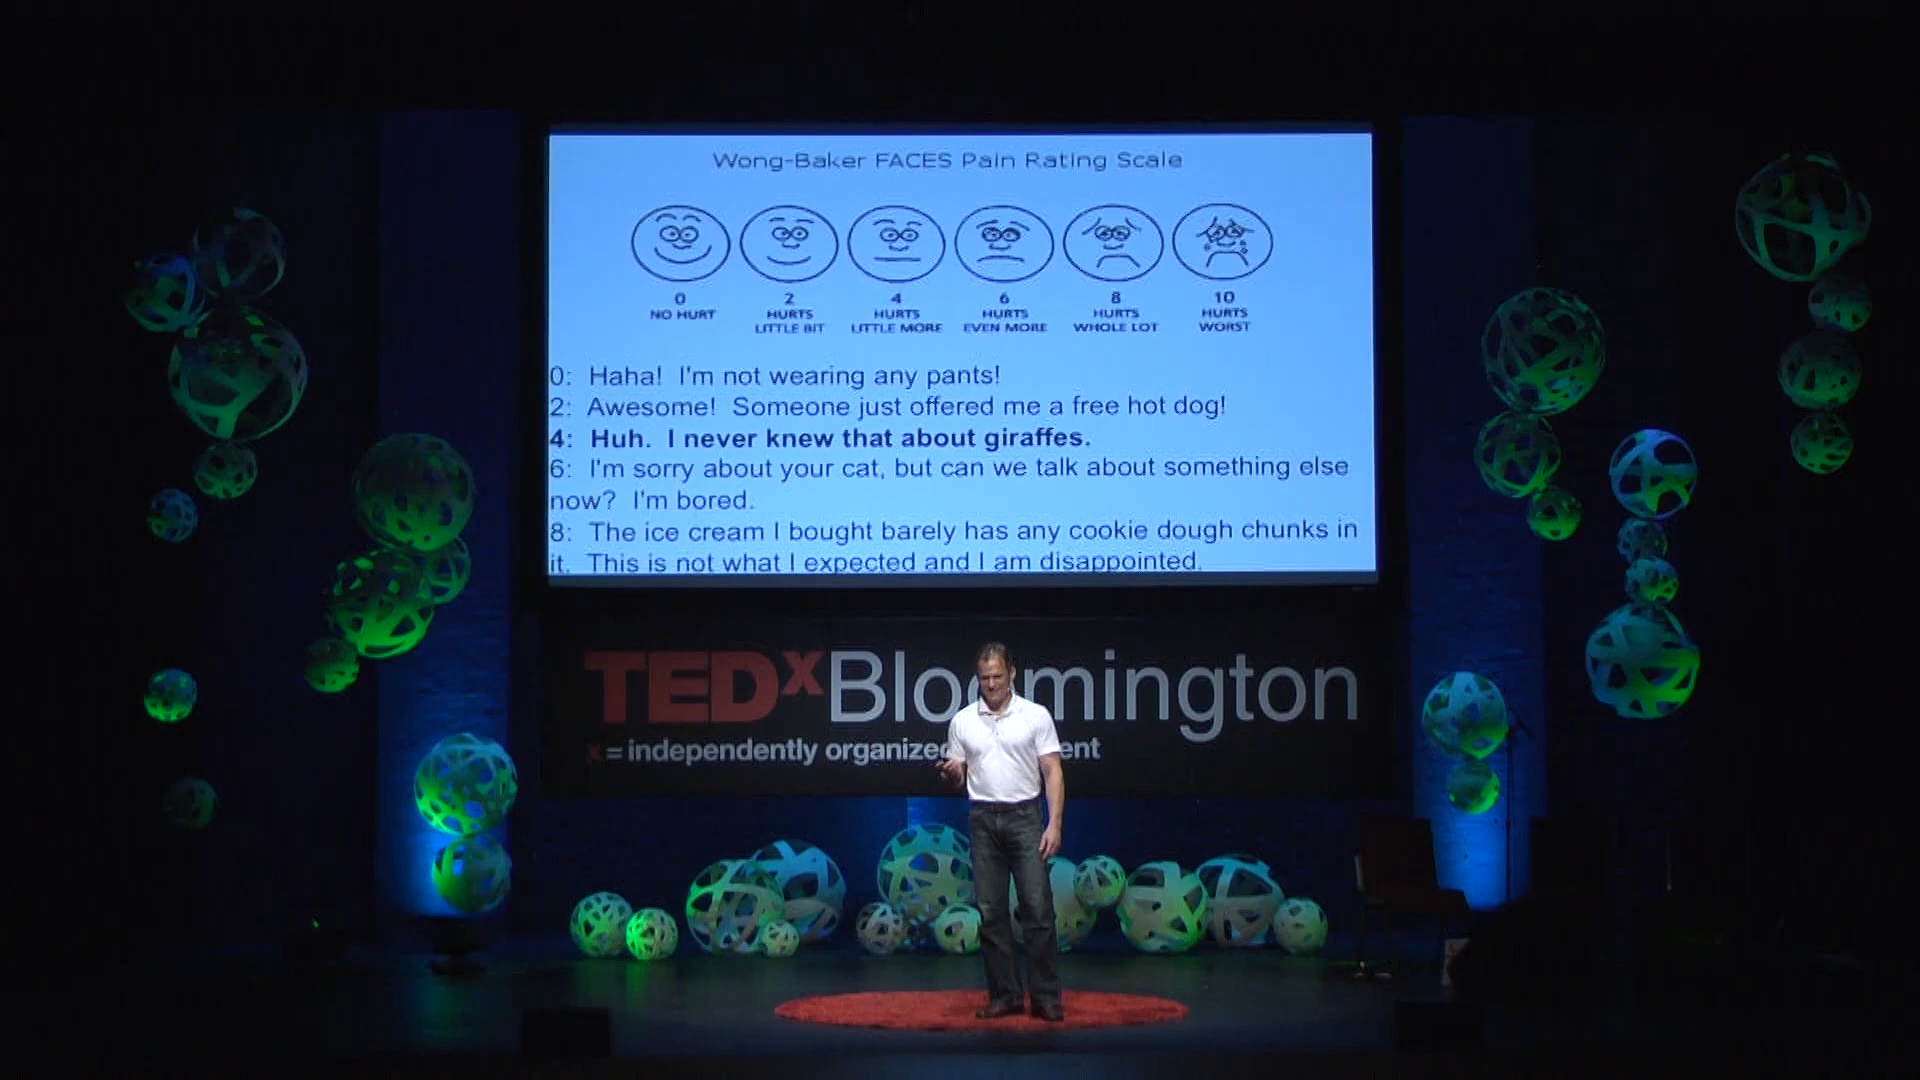 Wong-Baker FACES Pain Rating Scale
0 2 4 6 8 10
NO HURT HURTS HURTS HURTS HURTS HURTS
LITTLE BIT LITTLE MORE EVEN MORE WHOLE LOT WORST
0: Haha! I'm not wearing any pants!
2: Awesome! Someone just offered me a free hot dog!
4: Huh. I never knew that about giraffes.
6: I'm sorry about your cat, but can we talk about something else
now? I'm bored.
8: The ice cream I bought barely has any cookie dough chunks in
it. This is not what I expected and I am disappointed.
TEDxBloomington
x = independently organized ent